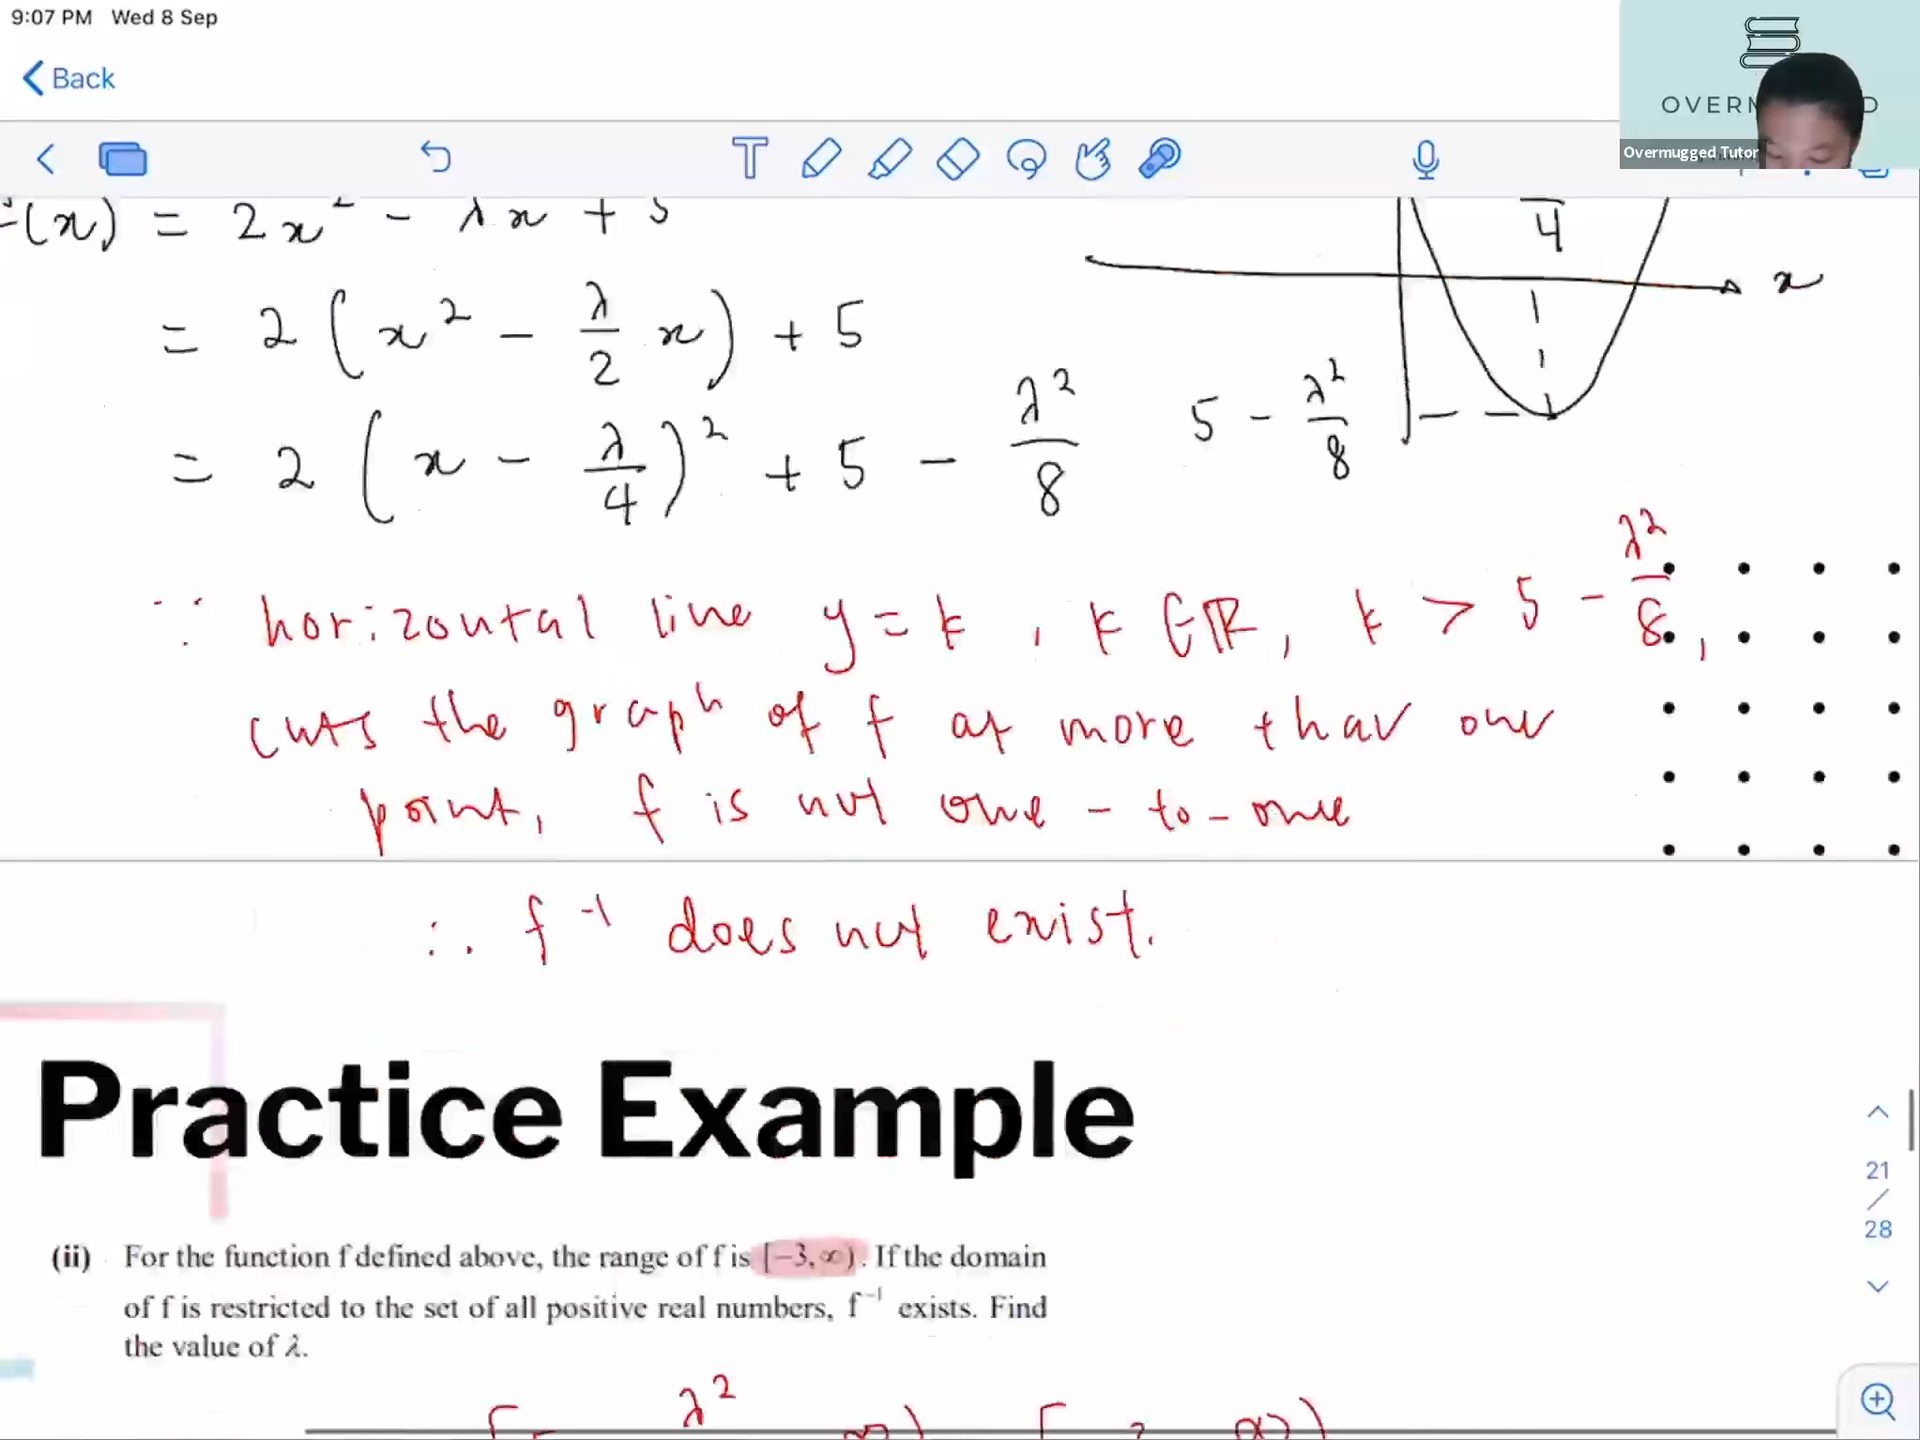 9:07 PM Wed 8 Sep
Back
OVERM D
Overmugged Tutor
(x) = 2x² - λx + 5
4
x
= 2 (x² - λ/2 x) + 5
= 2 (x - λ/4)² + 5 - λ²/8
5 - λ²/8
∵ horizontal line y = k, k ∈ ℝ, k > 5 - λ²/8,
cuts the graph of f at more than one
point, f is not one-to-one
∴ f⁻¹ does not exist.
Practice Example
21
/
28
(ii) For the function f defined above, the range of f is [-3, ∞). If the domain
of f is restricted to the set of all positive real numbers, f⁻¹ exists. Find
the value of λ.
λ²